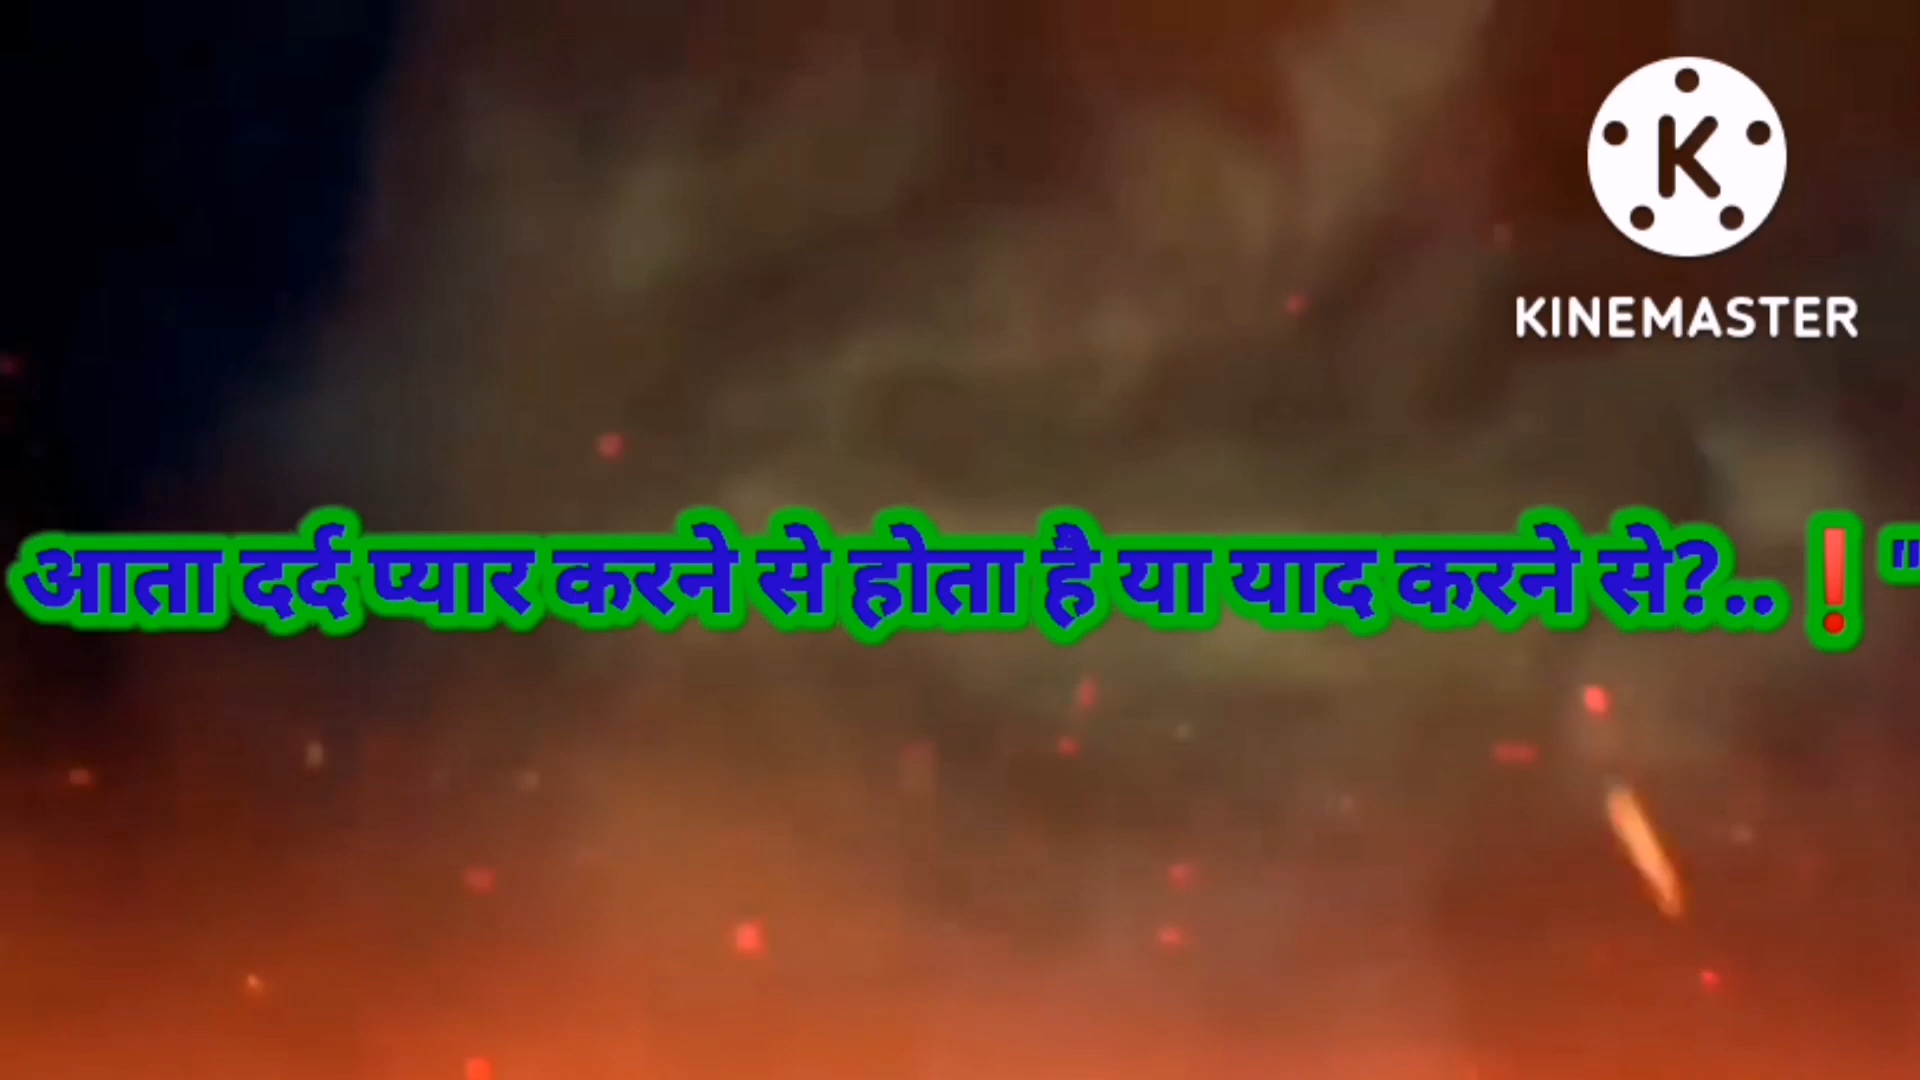 K
KINEMASTER
आता दर्द प्यार करने से होता है या याद करने से?..❗"